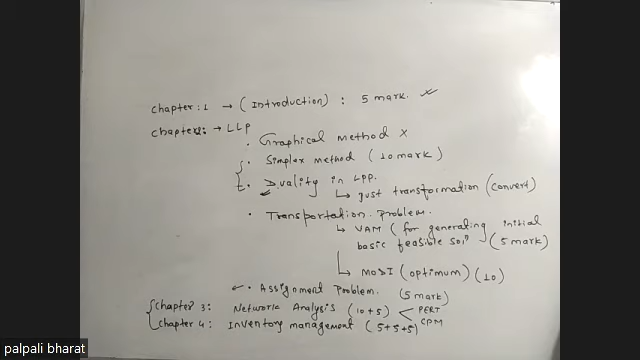 chapter: 1 → (Introduction) : 5 mark. ✓
chapter 2: → LLP
• Graphical method x
• Simplex method (10 mark)
• Duality in LPP.
↳ gust transformation (convert)
• Transportation problem.
↳ VAM (for generating initial
basic feasible solⁿ) (5 mark)
↳ MODI (optimum) (10)
• Assignment problem. (5 mark)
chapter 3: Network Analysis (10+5) < PERT
CPM
chapter 4: Inventory management (5+5+5)
palpali bharat